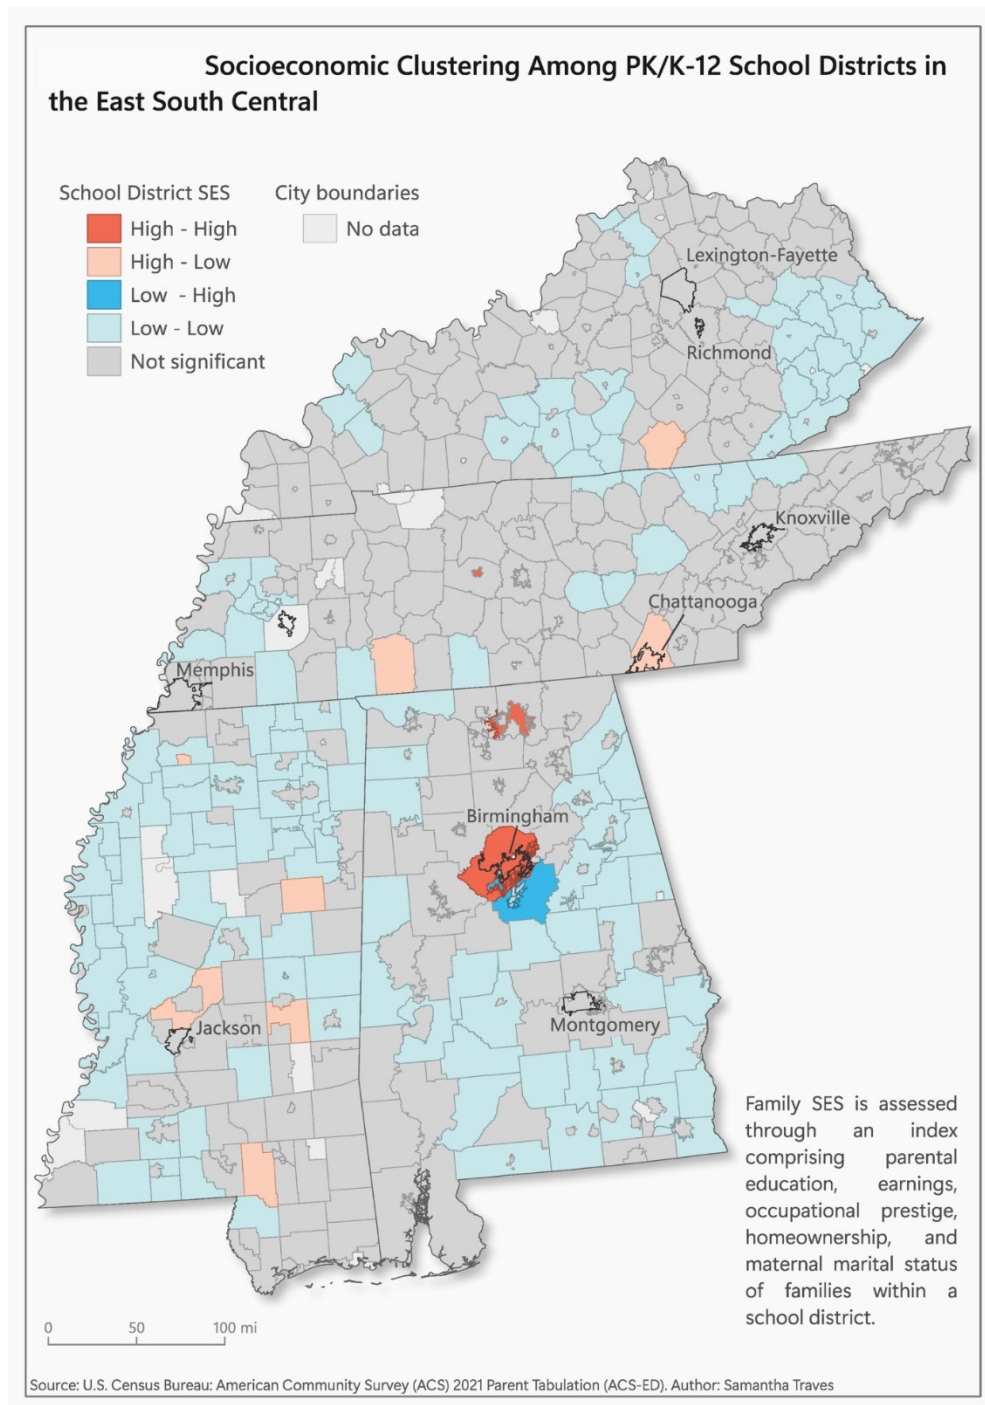 Socioeconomic Clustering Among PK/K-12 School Districts in
the East South Central
School District SES
High - High
High - Low
Low - High
Low - Low
Not significant
City boundaries
No data
Lexington-Fayette
Richmond
Knoxville
Chattanooga
Memphis
Birmingham
Jackson
Montgomery
Family SES is assessed
through an index
comprising parental
education, earnings,
occupational prestige,
homeownership, and
maternal marital status
of families within a
school district.
0 50 100 mi
Source: U.S. Census Bureau: American Community Survey (ACS) 2021 Parent Tabulation (ACS-ED). Author: Samantha Traves